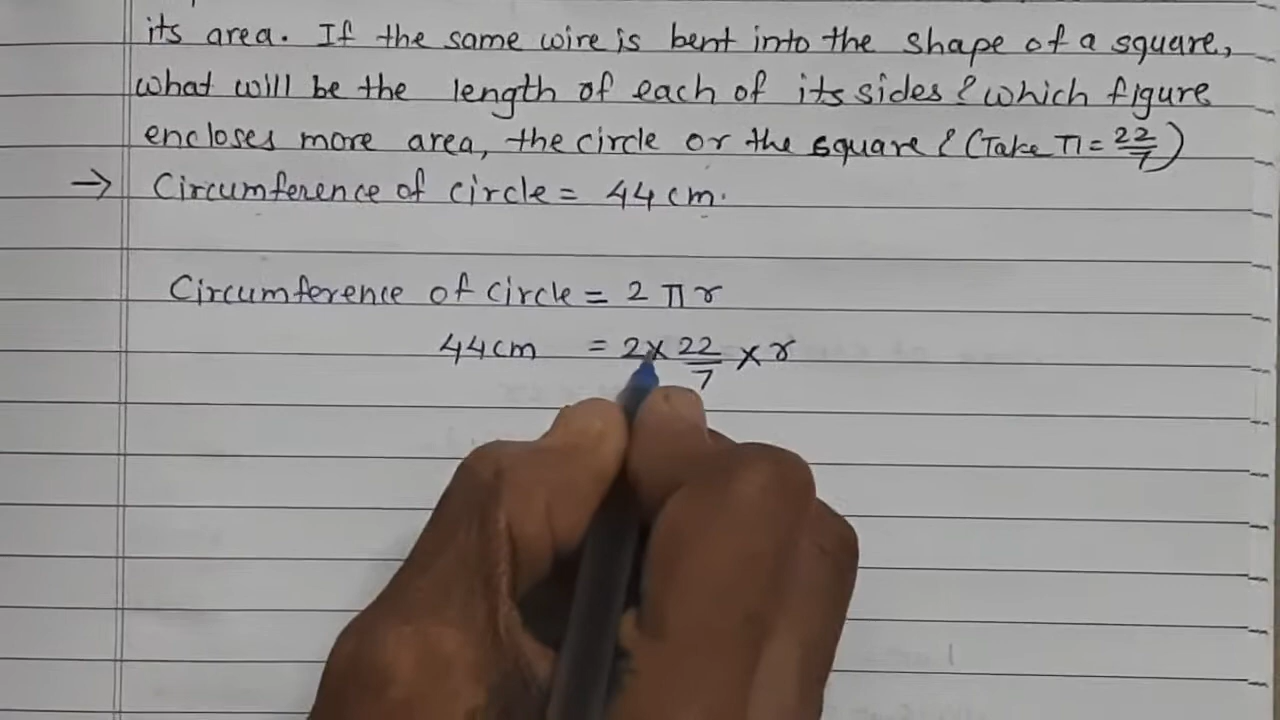 its area. If the same wire is bent into the shape of a square,
what will be the length of each of its sides? which figure
encloses more area, the circle or the square? (Take π = 22/7)
→ Circumference of circle = 44 cm.
Circumference of circle = 2 π r
44cm = 2 × 22/7 × r